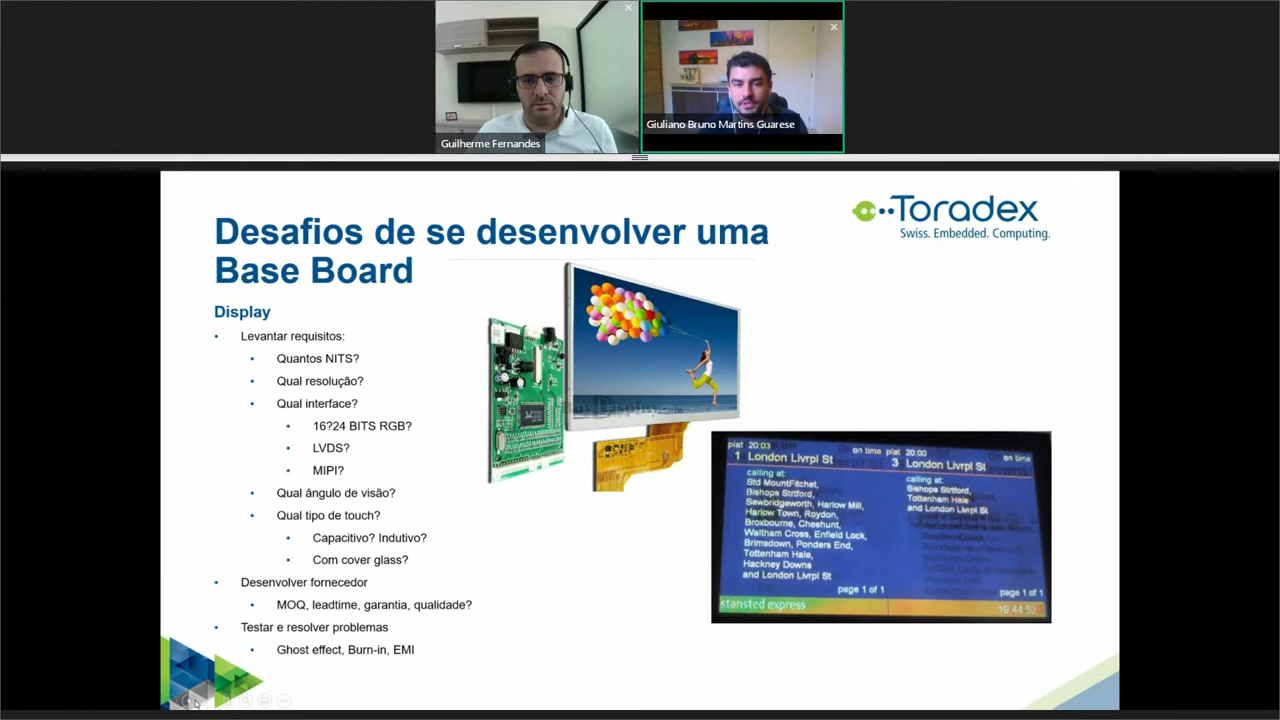 Guilherme Fernandes
Giuliano Bruno Martins Guarese
Toradex
Swiss. Embedded. Computing.
Desafios de se desenvolver uma
Base Board
Display
• Levantar requisitos:
• Quantos NITS?
• Qual resolução?
• Qual interface?
• 16?24 BITS RGB?
• LVDS?
• MIPI?
• Qual ângulo de visão?
• Qual tipo de touch?
• Capacitivo? Indutivo?
• Com cover glass?
• Desenvolver fornecedor
• MOQ, leadtime, garantia, qualidade?
• Testar e resolver problemas
• Ghost effect, Burn-in, EMI
plat 20:03
1 London Livrpl St on time
calling at:
Std MountFitchet,
Bishops Strtford,
Sawbridgeworth, Harlow Mill,
Harlow Town, Roydon,
Broxbourne, Cheshunt,
Waltham Cross, Enfield Lock,
Brimsdown, Ponders End,
Tottenham Hale,
Hackney Downs
and London Livrpl St
page 1 of 1
plat 20:00
3 London Livrpl St on time
calling at:
Bishops Strtford,
Tottenham Hale
and London Livrpl St
page 1 of 1
stansted express